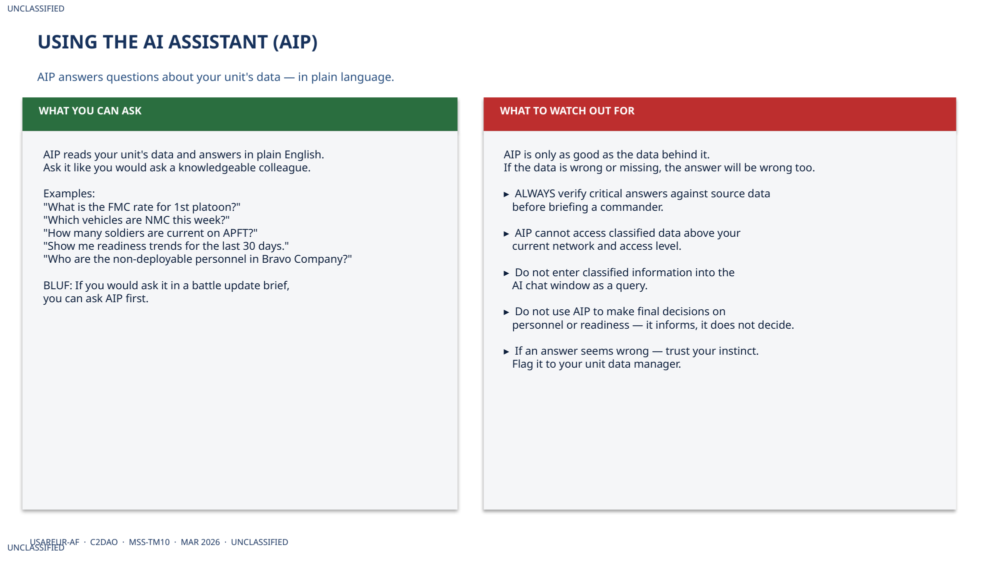 UNCLASSIFIED
USING THE AI ASSISTANT (AIP)
AIP answers questions about your unit's data — in plain language.
WHAT YOU CAN ASK
AIP reads your unit's data and answers in plain English.
Ask it like you would ask a knowledgeable colleague.
Examples:
"What is the FMC rate for 1st platoon?"
"Which vehicles are NMC this week?"
"How many soldiers are current on APFT?"
"Show me readiness trends for the last 30 days."
"Who are the non-deployable personnel in Bravo Company?"
BLUF: If you would ask it in a battle update brief,
you can ask AIP first.
WHAT TO WATCH OUT FOR
AIP is only as good as the data behind it.
If the data is wrong or missing, the answer will be wrong too.
▸ ALWAYS verify critical answers against source data
before briefing a commander.
▸ AIP cannot access classified data above your
current network and access level.
▸ Do not enter classified information into the
AI chat window as a query.
▸ Do not use AIP to make final decisions on
personnel or readiness — it informs, it does not decide.
▸ If an answer seems wrong — trust your instinct.
Flag it to your unit data manager.
USAREUR-AF · C2DAO · MSS-TM10 · MAR 2026 · UNCLASSIFIED
UNCLASSIFIED